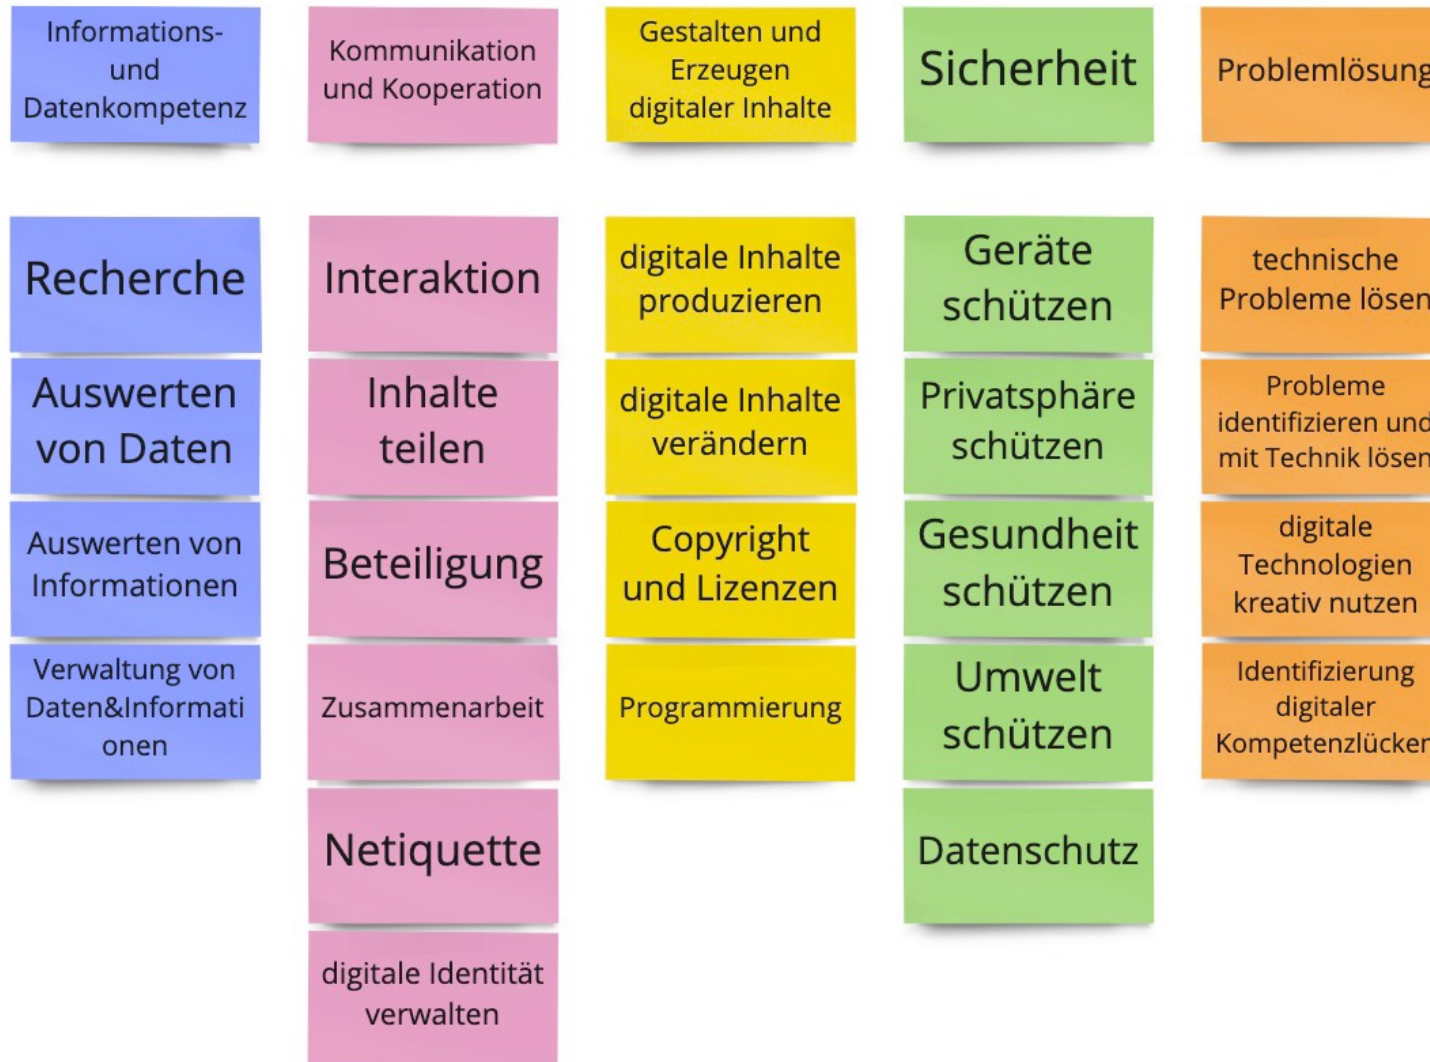 Informations-
und
Datenkompetenz
Kommunikation
und Kooperation
Gestalten und
Erzeugen
digitaler Inhalte
Sicherheit
Problemlösung
Recherche
Auswerten
von Daten
Auswerten von
Informationen
Verwaltung von
Daten&Informati
onen
Interaktion
Inhalte
teilen
Beteiligung
Zusammenarbeit
Netiquette
digitale Identität
verwalten
digitale Inhalte
produzieren
digitale Inhalte
verändern
Copyright
und Lizenzen
Programmierung
Geräte
schützen
Privatsphäre
schützen
Gesundheit
schützen
Umwelt
schützen
Datenschutz
technische
Probleme lösen
Probleme
identifizieren und
mit Technik lösen
digitale
Technologien
kreativ nutzen
Identifizierung
digitaler
Kompetenzlücken